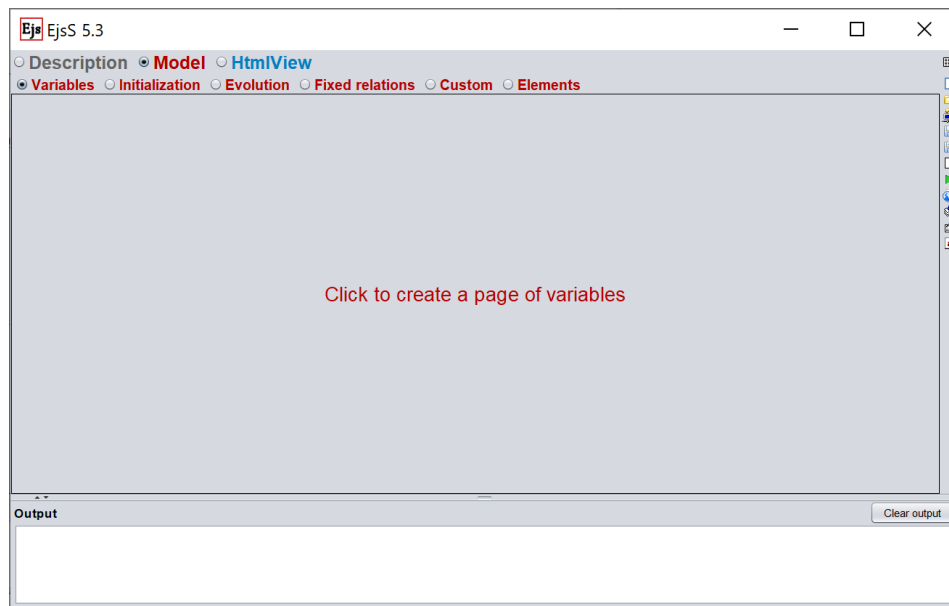 Ejs EjsS 5.3
Description Model HtmlView
Variables Initialization Evolution Fixed relations Custom Elements
Click to create a page of variables
Output Clear output